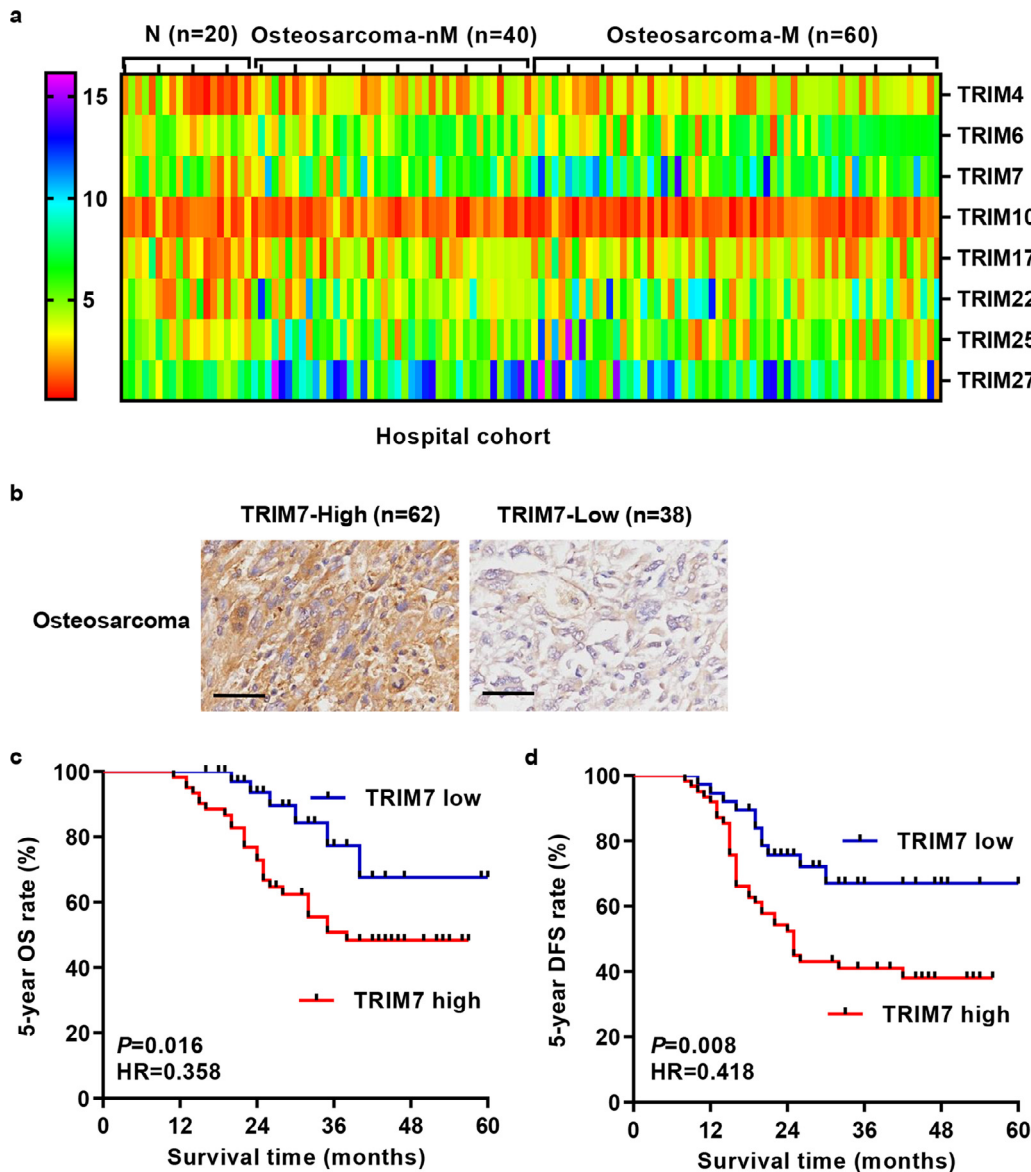 a
N (n=20) Osteosarcoma-nM (n=40) Osteosarcoma-M (n=60)
15
10
5
TRIM4
TRIM6
TRIM7
TRIM10
TRIM17
TRIM22
TRIM25
TRIM27
Hospital cohort
b
TRIM7-High (n=62) TRIM7-Low (n=38)
Osteosarcoma
c
5-year OS rate (%)
100
80
60
40
20
0
TRIM7 low
TRIM7 high
P=0.016
HR=0.358
0 12 24 36 48 60
Survival time (months)
d
5-year DFS rate (%)
100
80
60
40
20
0
TRIM7 low
TRIM7 high
P=0.008
HR=0.418
0 12 24 36 48 60
Survival time (months)